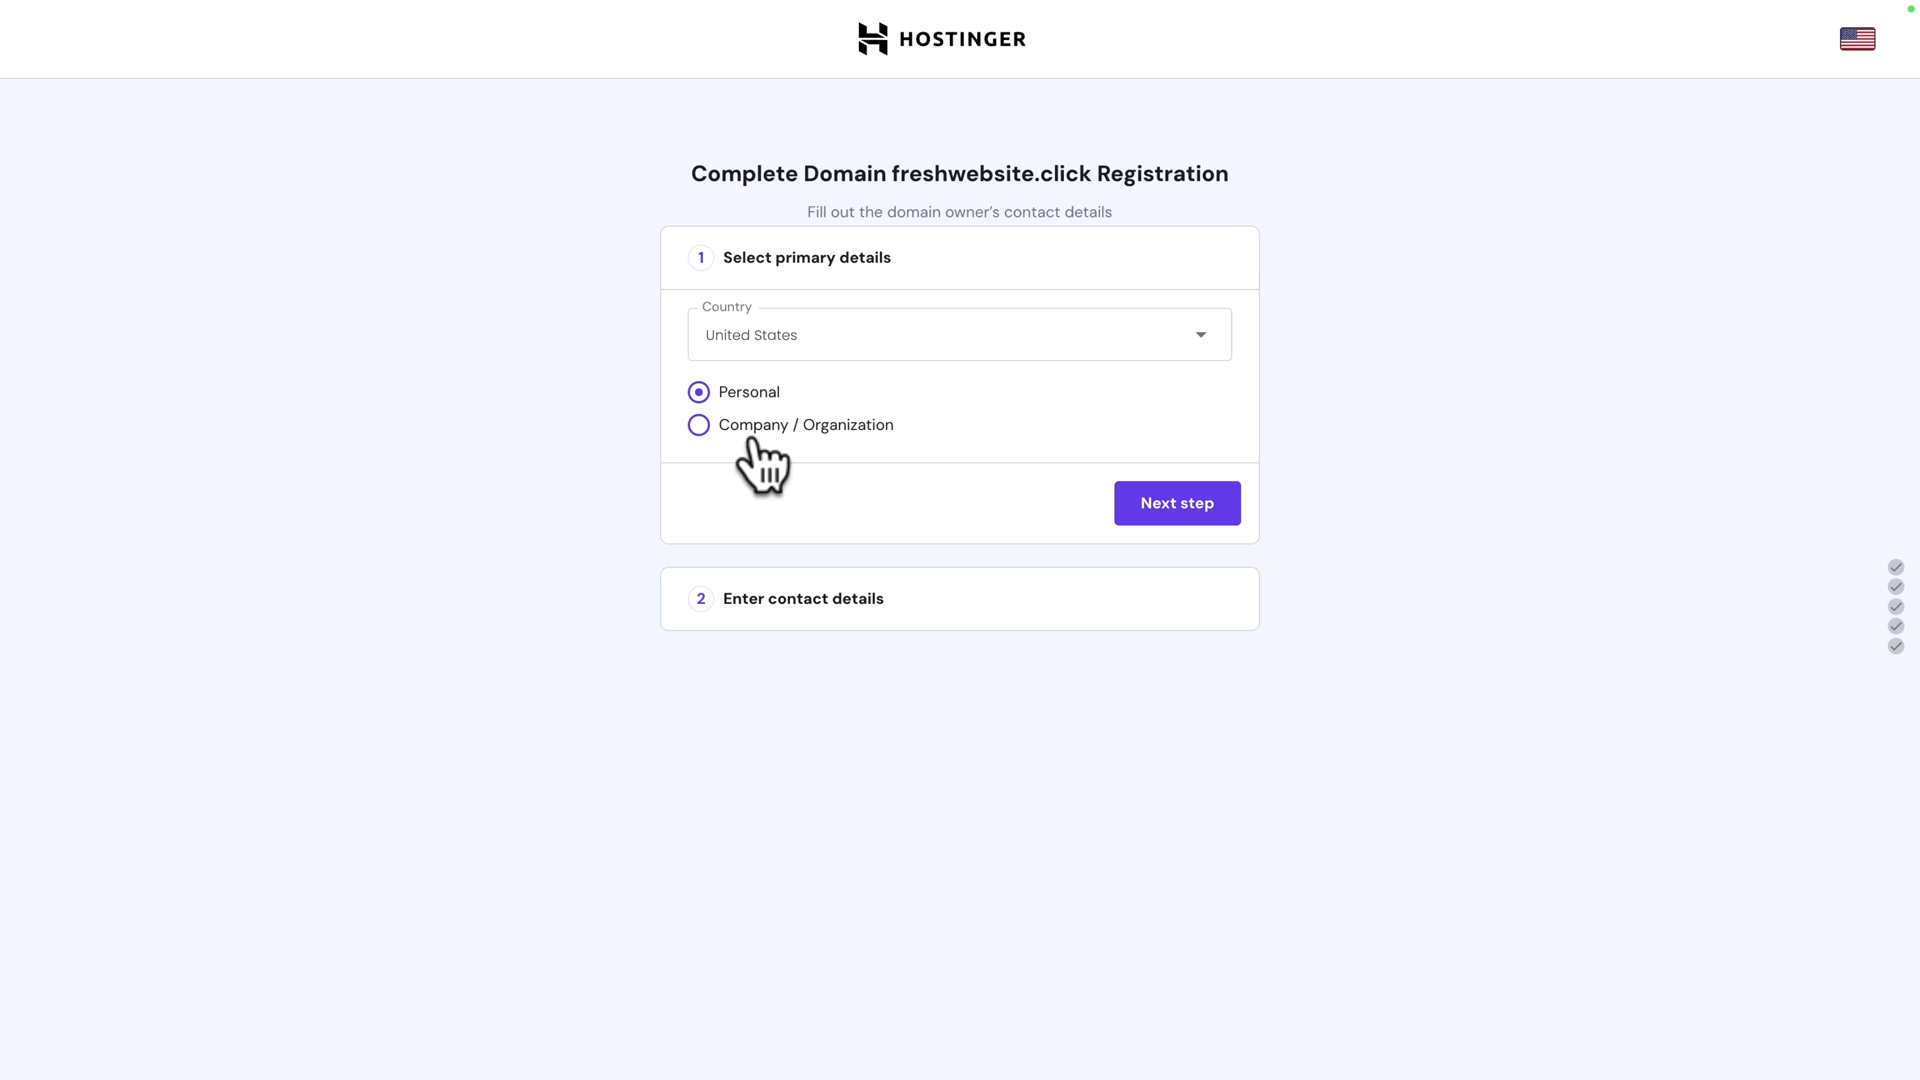 HOSTINGER
Complete Domain freshwebsite.click Registration
Fill out the domain owner’s contact details
1 Select primary details
Country
United States
Personal
Company / Organization
Next step
2 Enter contact details